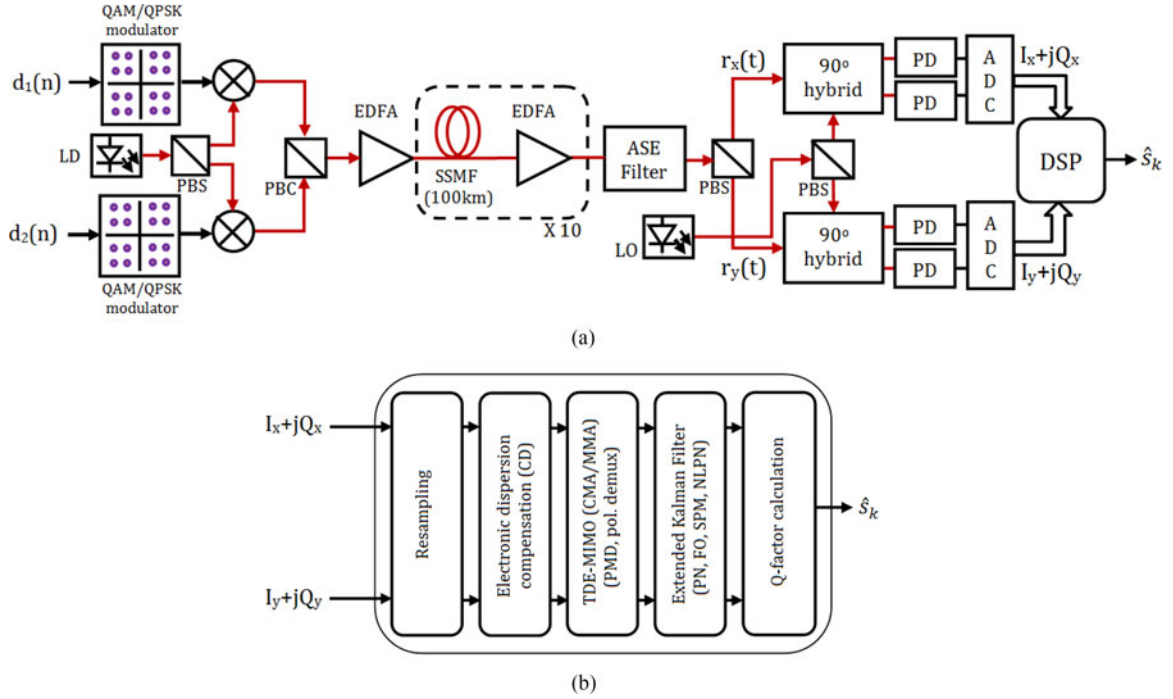 QAM/QPSK
modulator
d₁(n)
LD
PBS
d₂(n)
QAM/QPSK
modulator
PBC
EDFA
SSMF
(100km)
EDFA
X 10
ASE
Filter
PBS
LO
rₓ(t)
r_y(t)
90º
hybrid
PBS
90º
hybrid
PD
PD
PD
PD
A
D
C
A
D
C
Iₓ+jQₓ
I_y+jQ_y
DSP
ŝₖ
(a)
Iₓ+jQₓ
I_y+jQ_y
Resampling
Electronic dispersion
compensation (CD)
TDE-MIMO (CMA/MMA)
(PMD, pol. demux)
Extended Kalman Filter
(PN, FO, SPM, NLPN)
Q-factor calculation
ŝₖ
(b)